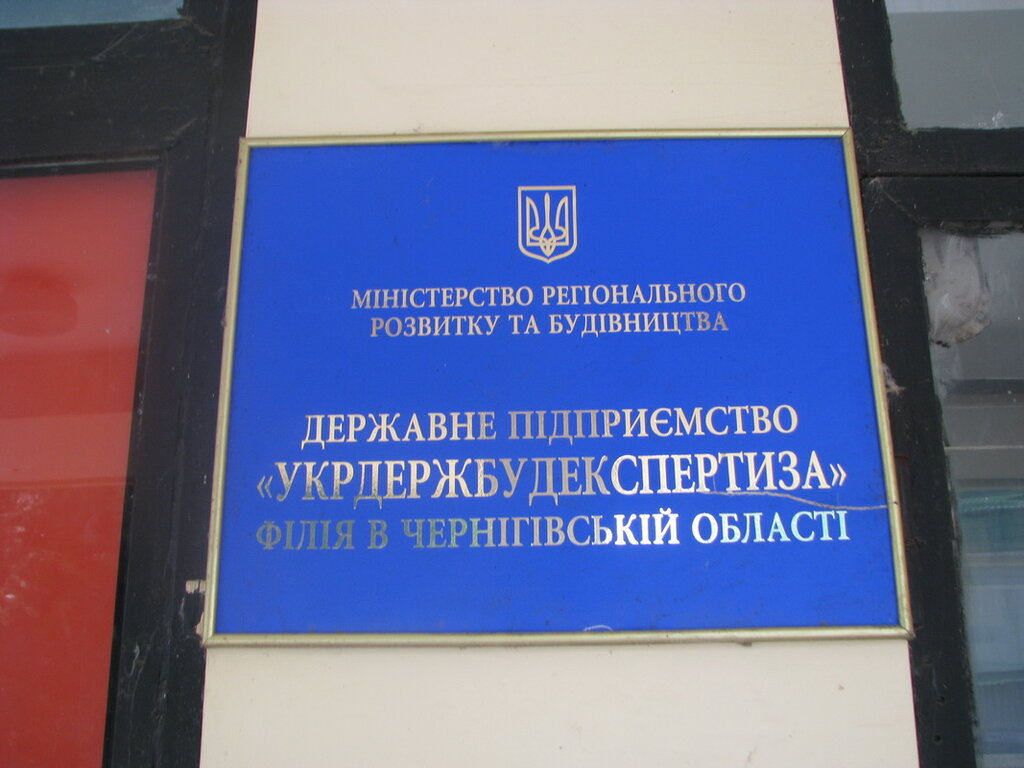 МІНІСТЕРСТВО РЕГІОНАЛЬНОГО
РОЗВИТКУ ТА БУДІВНИЦТВА
ДЕРЖАВНЕ ПІДПРИЄМСТВО
«УКРДЕРЖБУДЕКСПЕРТИЗА»
ФІЛІЯ В ЧЕРНІГІВСЬКІЙ ОБЛАСТІ